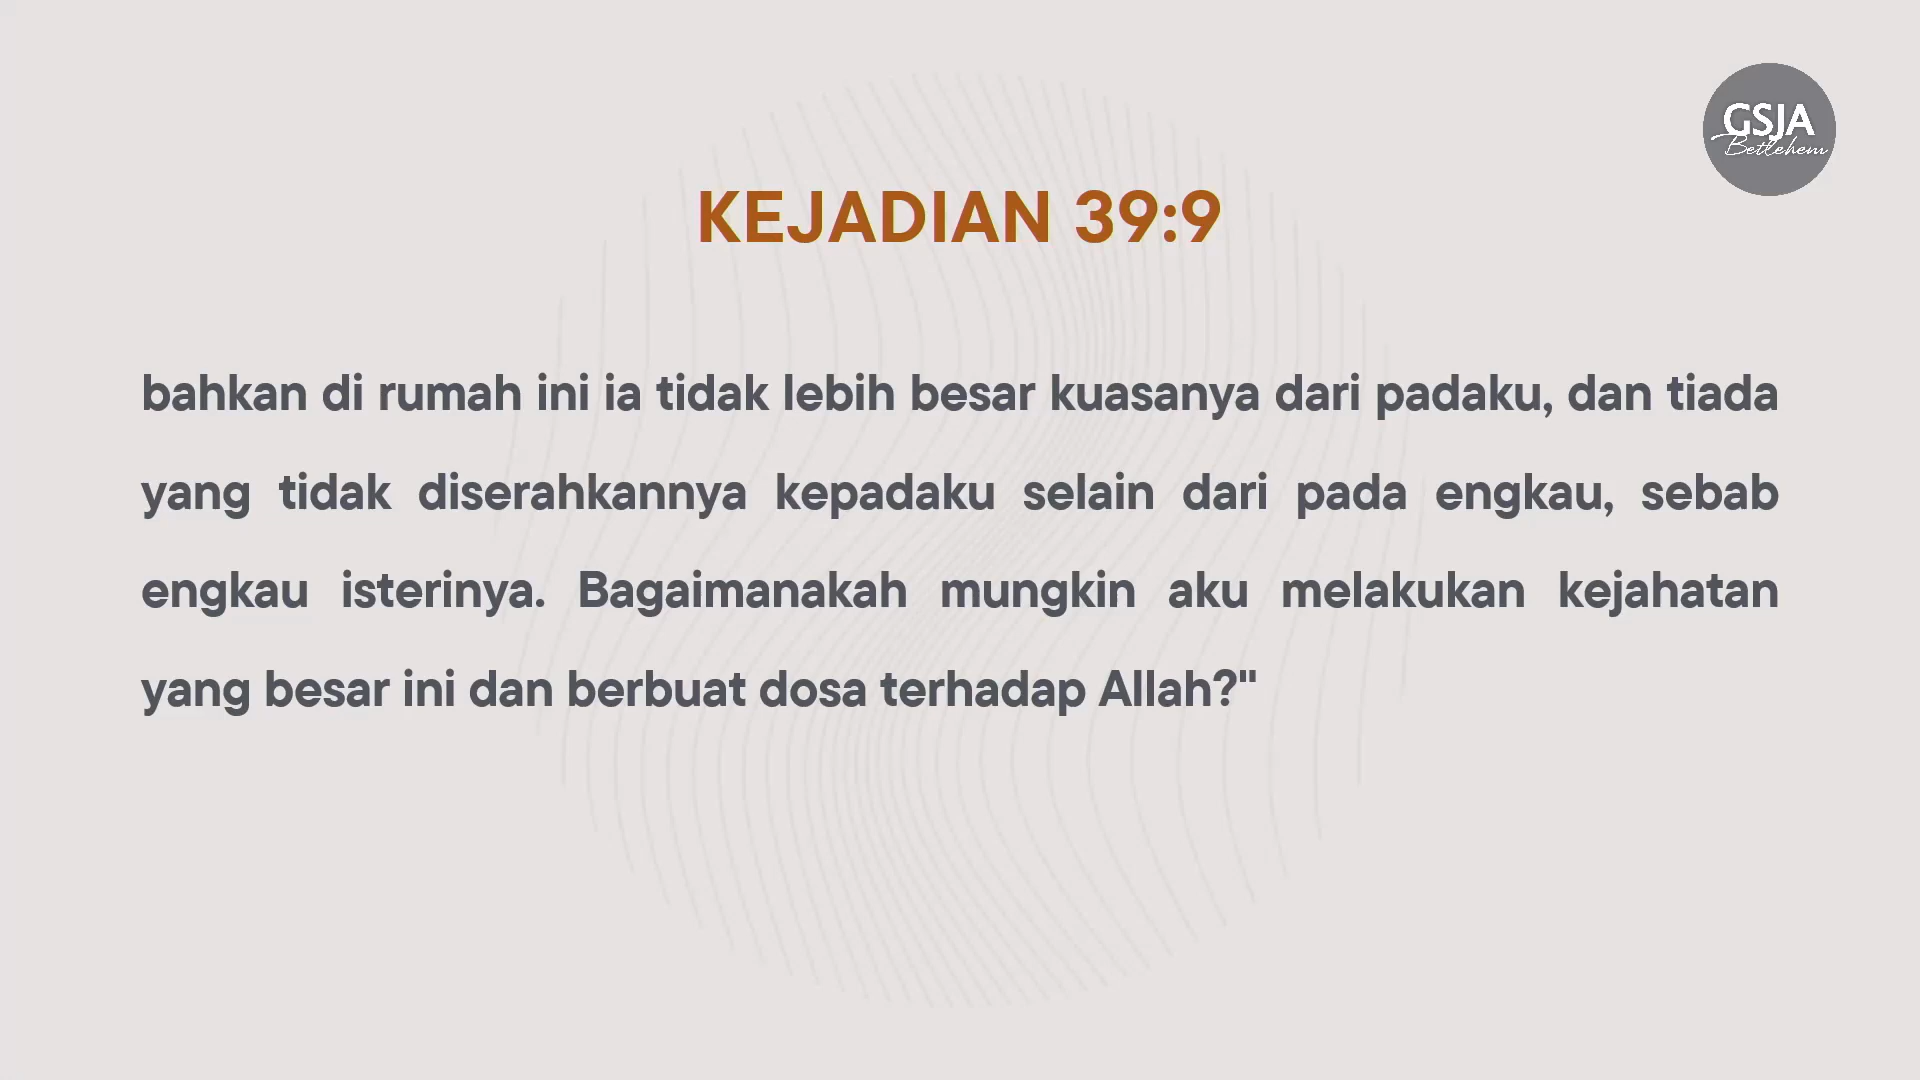 GSJA
Betlehem
KEJADIAN 39:9
bahkan di rumah ini ia tidak lebih besar kuasanya dari padaku, dan tiada
yang tidak diserahkannya kepadaku selain dari pada engkau, sebab
engkau isterinya. Bagaimanakah mungkin aku melakukan kejahatan
yang besar ini dan berbuat dosa terhadap Allah?"